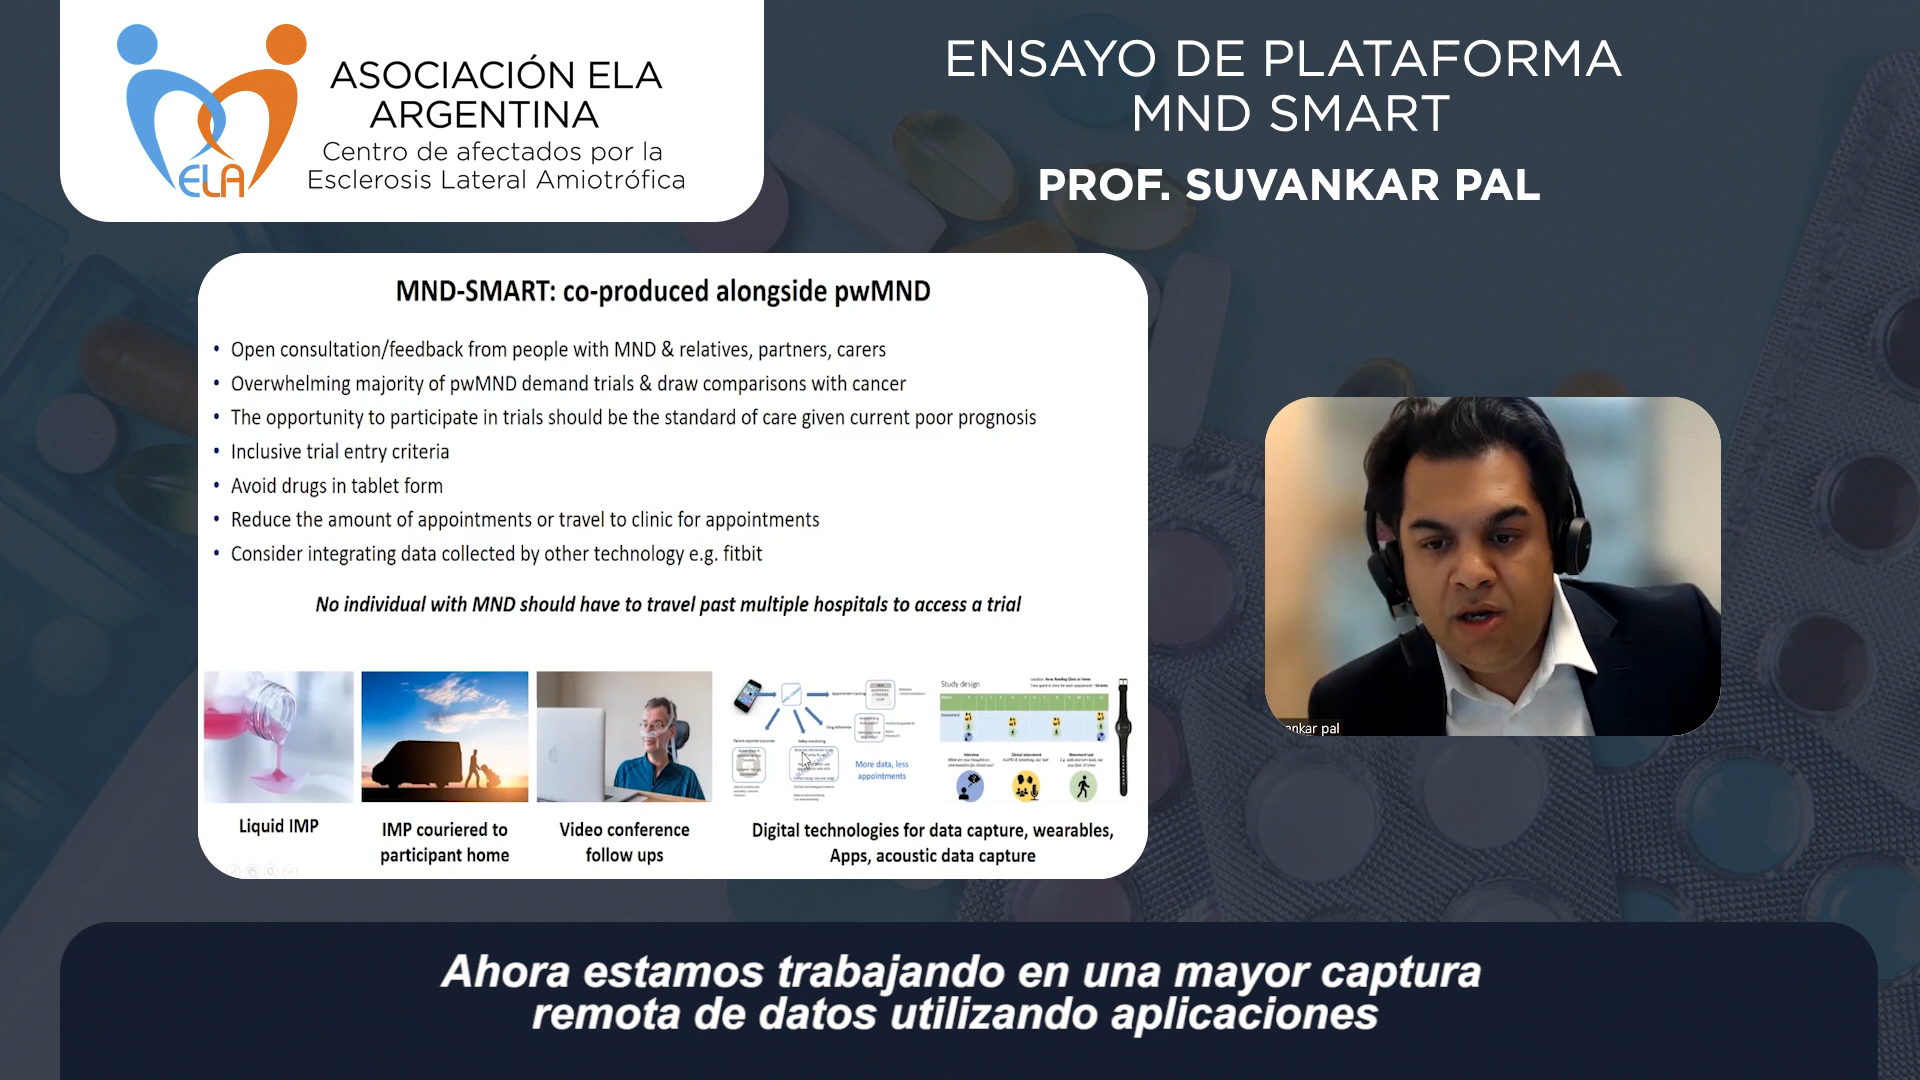 ASOCIACIÓN ELA
ARGENTINA
Centro de afectados por la
Esclerosis Lateral Amiotrófica
ELA
ENSAYO DE PLATAFORMA
MND SMART
PROF. SUVANKAR PAL
MND-SMART: co-produced alongside pwMND
• Open consultation/feedback from people with MND & relatives, partners, carers
• Overwhelming majority of pwMND demand trials & draw comparisons with cancer
• The opportunity to participate in trials should be the standard of care given current poor prognosis
• Inclusive trial entry criteria
• Avoid drugs in tablet form
• Reduce the amount of appointments or travel to clinic for appointments
• Consider integrating data collected by other technology e.g. fitbit
No individual with MND should have to travel past multiple hospitals to access a trial
Study design
More data, less
appointments
Liquid IMP
IMP couriered to
participant home
Video conference
follow ups
Digital technologies for data capture, wearables,
Apps, acoustic data capture
ankar pal
Ahora estamos trabajando en una mayor captura
remota de datos utilizando aplicaciones